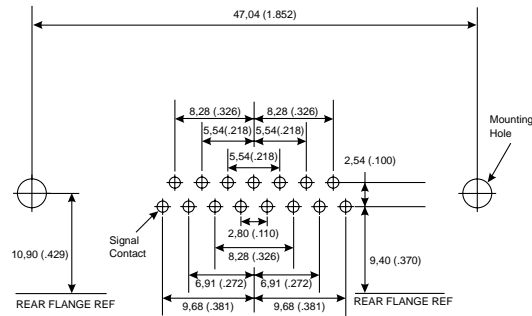 47,04 (1.852)
8,28 (.326)
8,28 (.326)
Mounting
Hole
5,54(.218)
5,54(.218)
5,54(.218)
2,54 (.100)
Signal
Contact
2,80 (.110)
10,90 (.429)
8,28 (.326)
9,40 (.370)
6,91 (.272)
6,91 (.272)
REAR FLANGE REF
REAR FLANGE REF
9,68 (.381)
9,68 (.381)